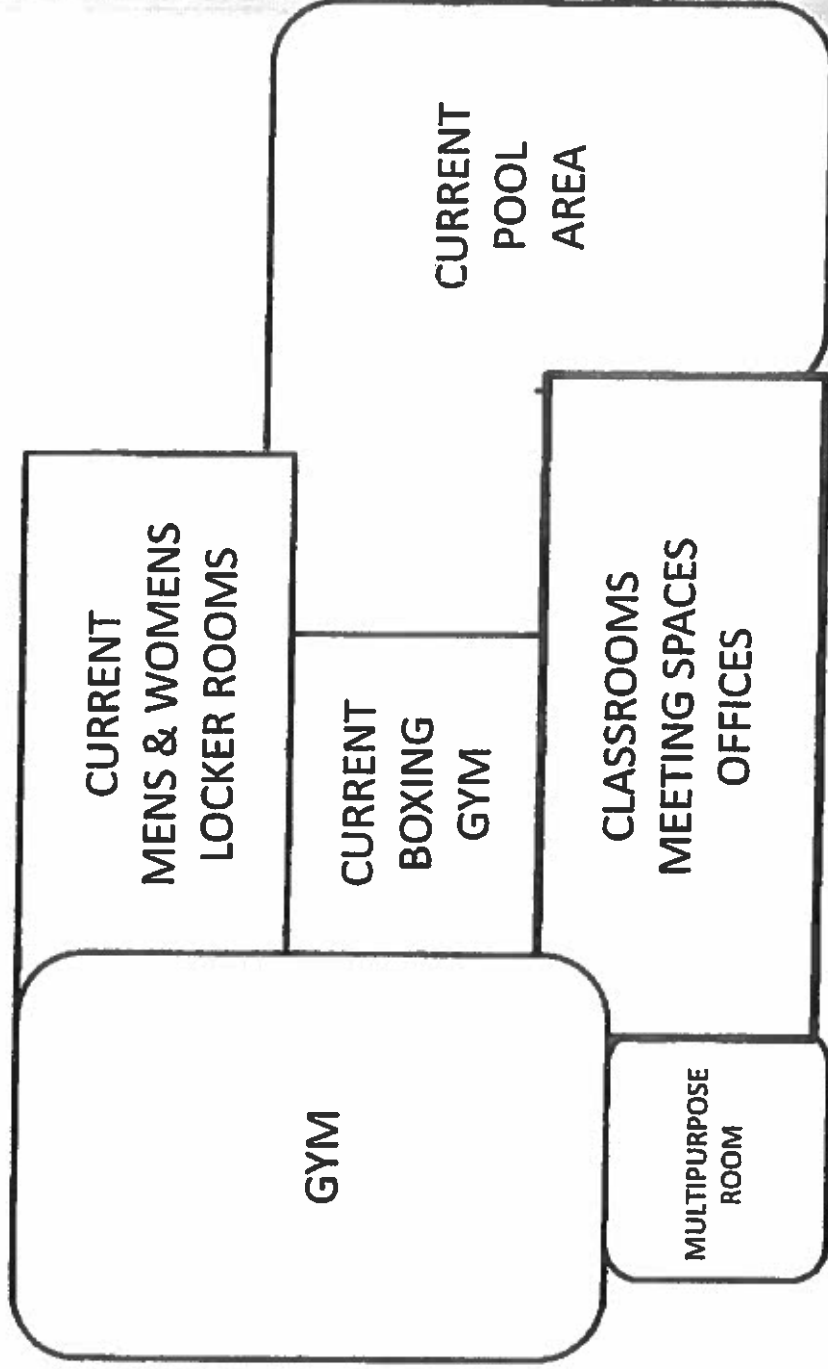 CURRENT
MENS & WOMENS
LOCKER ROOMS
GYM
CURRENT
BOXING
GYM
CURRENT
POOL
AREA
CLASSROOMS
MEETING SPACES
OFFICES
MULTIPURPOSE
ROOM